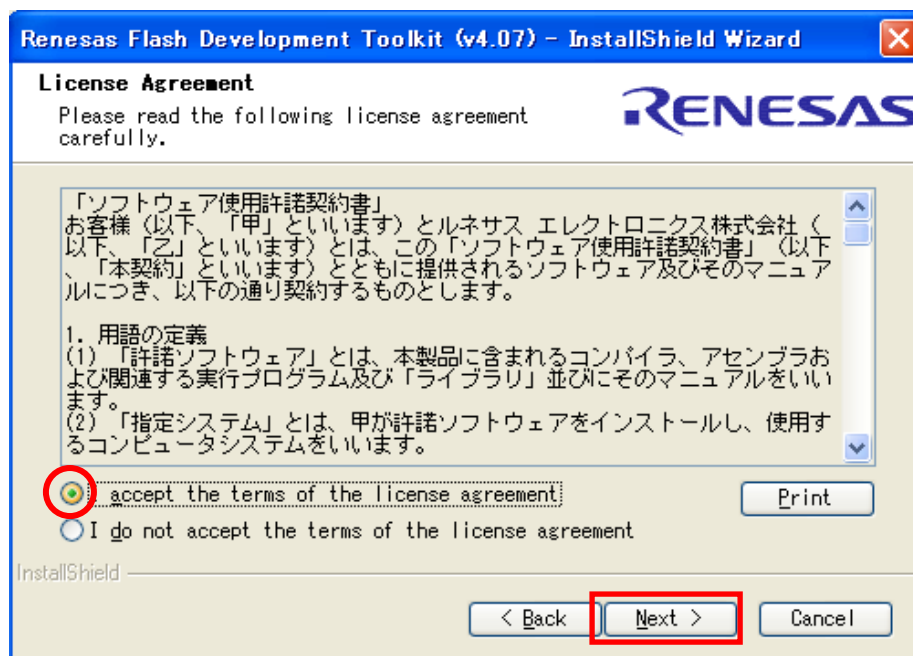 Renesas Flash Development Toolkit (v4.07) - InstallShield Wizard
License Agreement
Please read the following license agreement
carefully.
RENESAS
「ソフトウェア使用許諾契約書」
お客様（以下、「甲」といいます）とルネサス エレクトロニクス株式会社（
以下、「乙」といいます）とは、この「ソフトウェア使用許諾契約書」（以下
、「本契約」といいます）とともに提供されるソフトウェア及びそのマニュア
ルにつき、以下の通り契約するものとします。
1. 用語の定義
(1) 「許諾ソフトウェア」とは、本製品に含まれるコンパイラ、アセンブラお
よび関連する実行プログラム及び「ライブラリ」並びにそのマニュアルをいい
ます。
(2) 「指定システム」とは、甲が許諾ソフトウェアをインストールし、使用す
るコンピュータシステムをいいます。
I accept the terms of the license agreement
Print
I do not accept the terms of the license agreement
InstallShield
< Back
Next >
Cancel